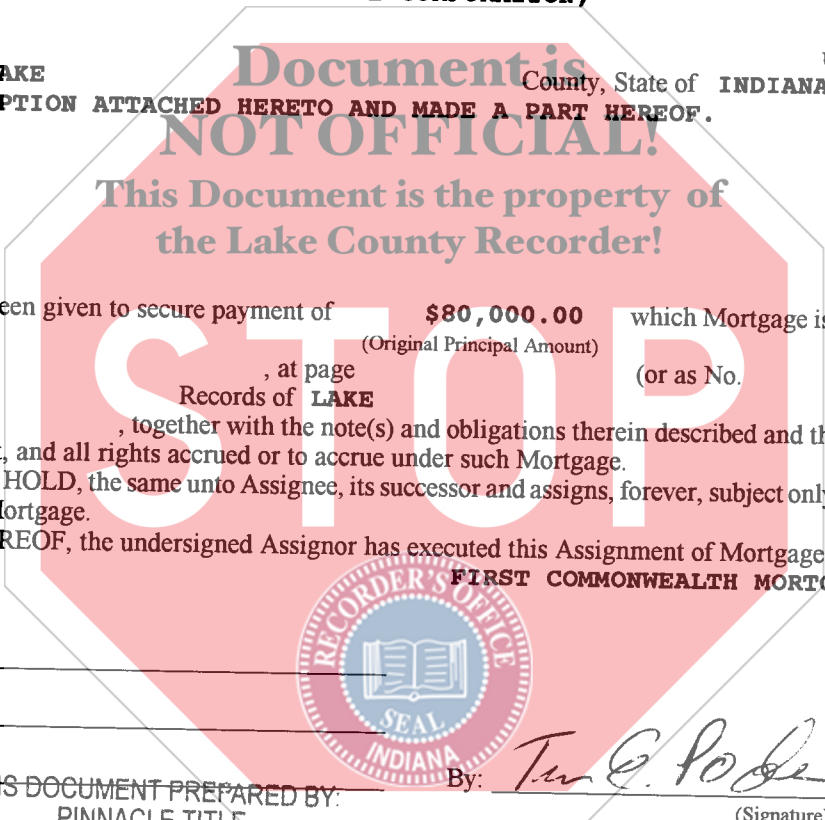 Document is
AKE County, State of INDIANA
PTION ATTACHED HERETO AND MADE A PART HEREOF.
NOT OFFICIAL!
This Document is the property of
the Lake County Recorder!
een given to secure payment of $80,000.00 which Mortgage is
(Original Principal Amount)
, at page (or as No.
Records of LAKE
, together with the note(s) and obligations therein described and th
, and all rights accrued or to accrue under such Mortgage.
HOLD, the same unto Assignee, its successor and assigns, forever, subject only
ortgage.
REOF, the undersigned Assignor has executed this Assignment of Mortgage
FIRST COMMONWEALTH MORTG
STOP
RECORDER'S OFFICE
SEAL
INDIANA
By:
S DOCUMENT PREPARED BY:
PINNACLE TITLE
(Signature)